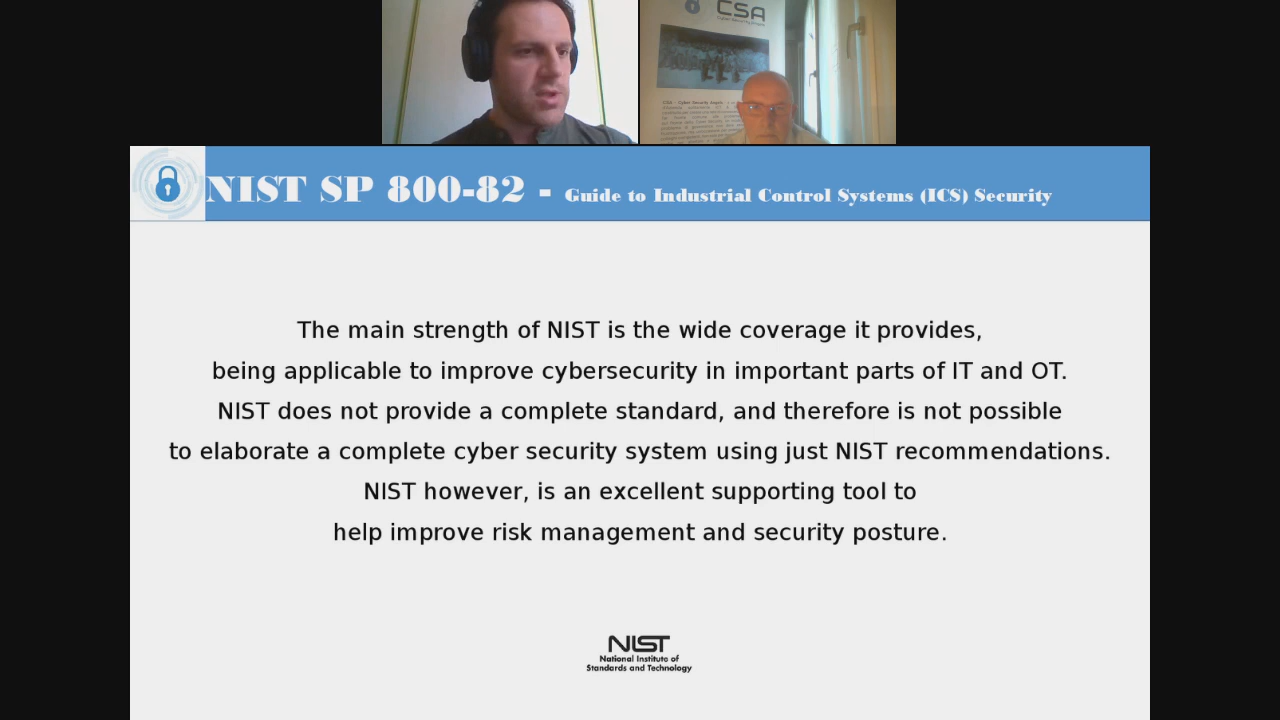 CSA
NIST SP 800-82 - Guide to Industrial Control Systems (ICS) Security
The main strength of NIST is the wide coverage it provides,
being applicable to improve cybersecurity in important parts of IT and OT.
NIST does not provide a complete standard, and therefore is not possible
to elaborate a complete cyber security system using just NIST recommendations.
NIST however, is an excellent supporting tool to
help improve risk management and security posture.
NIST
National Institute of
Standards and Technology